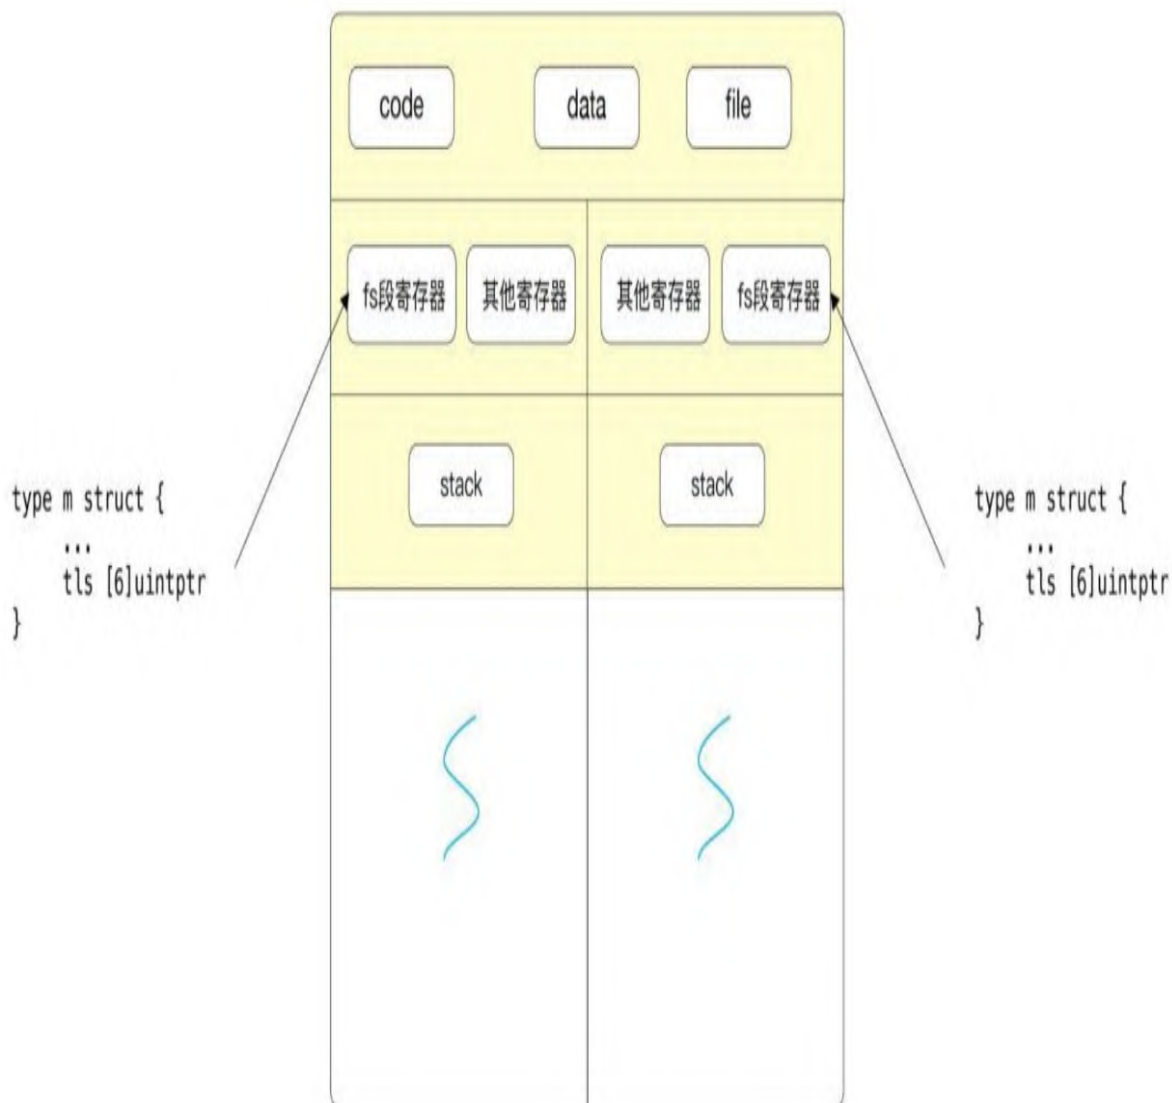 code data file
fs段寄存器 其他寄存器 其他寄存器 fs段寄存器
stack stack
type m struct {
...
tls [6]uintptr
}
type m struct {
...
tls [6]uintptr
}